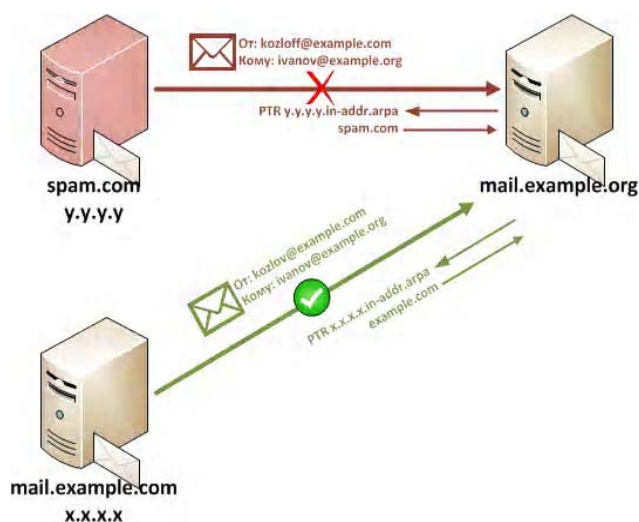 От: kozloff@example.com
Кому: ivanov@example.org
PTR y.y.y.y.in-addr.arpa
spam.com
spam.com
y.y.y.y
mail.example.org
От: kozlov@example.com
Кому: ivanov@example.org
PTR x.x.x.x.in-addr.arpa
example.com
mail.example.com
x.x.x.x